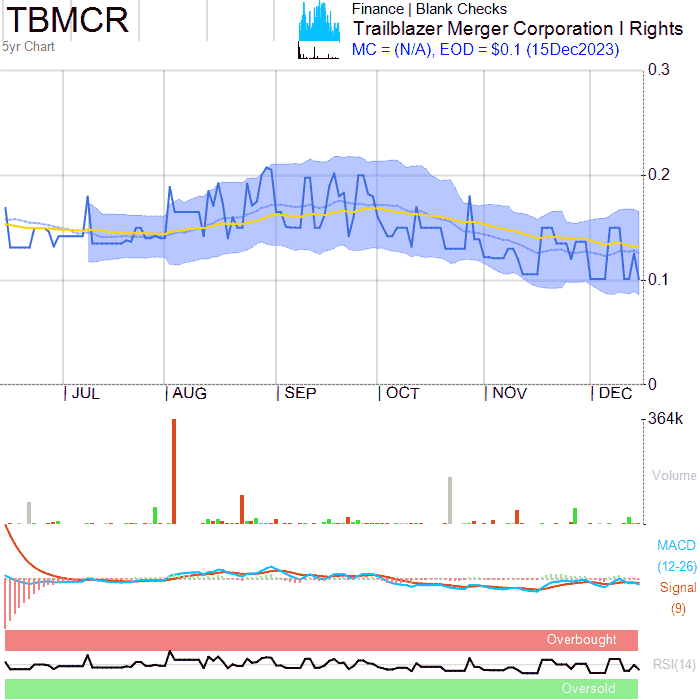 TBMCR
5yr Chart
Finance | Blank Checks
Trailblazer Merger Corporation I Rights
MC = (N/A), EOD = $0.1 (15Dec2023)
0.3
0.2
0.1
0
JUL AUG SEP OCT NOV DEC
364k
Volume
MACD
(12-26)
Signal
(9)
Overbought
RSI(14)
Oversold